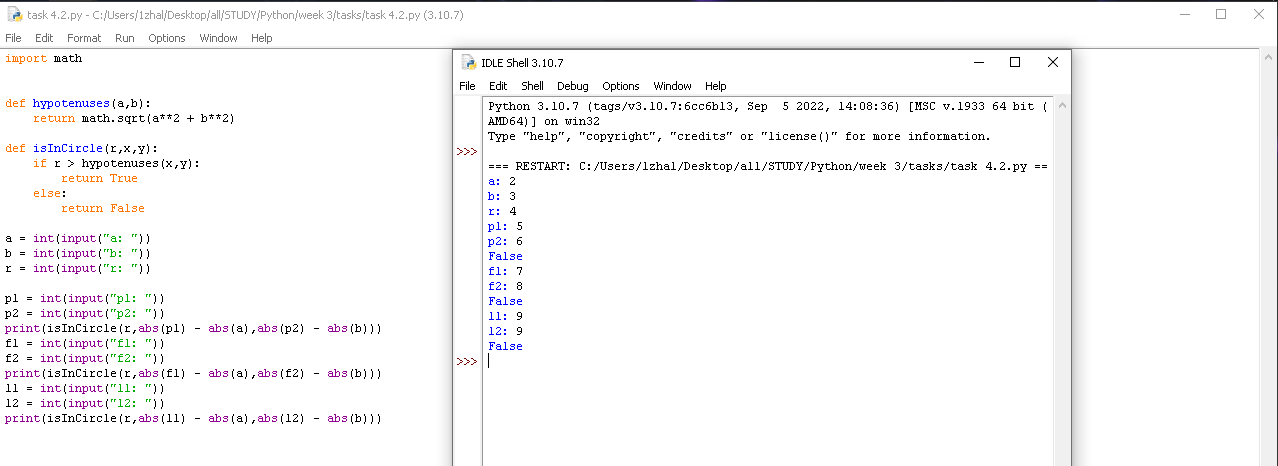 task 4.2.py - C:/Users/1zhal/Desktop/all/STUDY/Python/week 3/tasks/task 4.2.py (3.10.7)
File Edit Format Run Options Window Help
import math
def hypotenuses(a,b):
    return math.sqrt(a**2 + b**2)
def isInCircle(r,x,y):
    if r > hypotenuses(x,y):
        return True
    else:
        return False
a = int(input("a: "))
b = int(input("b: "))
r = int(input("r: "))
p1 = int(input("p1: "))
p2 = int(input("p2: "))
print(isInCircle(r,abs(p1) - abs(a),abs(p2) - abs(b)))
f1 = int(input("f1: "))
f2 = int(input("f2: "))
print(isInCircle(r,abs(f1) - abs(a),abs(f2) - abs(b)))
l1 = int(input("l1: "))
l2 = int(input("l2: "))
print(isInCircle(r,abs(l1) - abs(a),abs(l2) - abs(b)))
IDLE Shell 3.10.7
File Edit Shell Debug Options Window Help
Python 3.10.7 (tags/v3.10.7:6cc6b13, Sep  5 2022, 14:08:36) [MSC v.1933 64 bit (
AMD64)] on win32
Type "help", "copyright", "credits" or "license()" for more information.
>>>
=== RESTART: C:/Users/1zhal/Desktop/all/STUDY/Python/week 3/tasks/task 4.2.py ==
a: 2
b: 3
r: 4
p1: 5
p2: 6
False
f1: 7
f2: 8
False
l1: 9
l2: 9
False
>>>